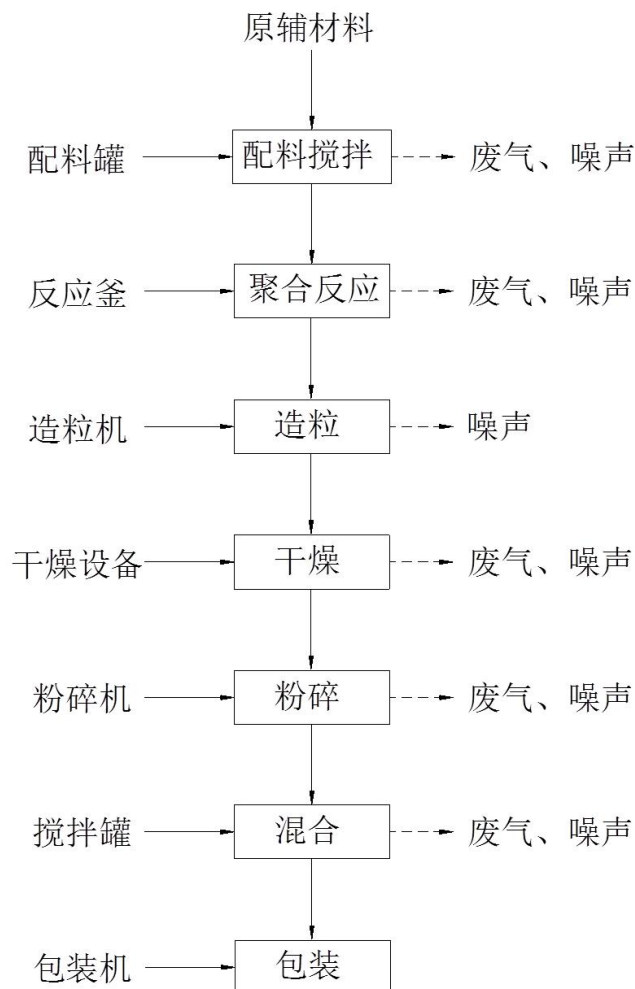 原辅材料
配料罐 配料搅拌 废气、噪声
反应釜 聚合反应 废气、噪声
造粒机 造粒 噪声
干燥设备 干燥 废气、噪声
粉碎机 粉碎 废气、噪声
搅拌罐 混合 废气、噪声
包装机 包装